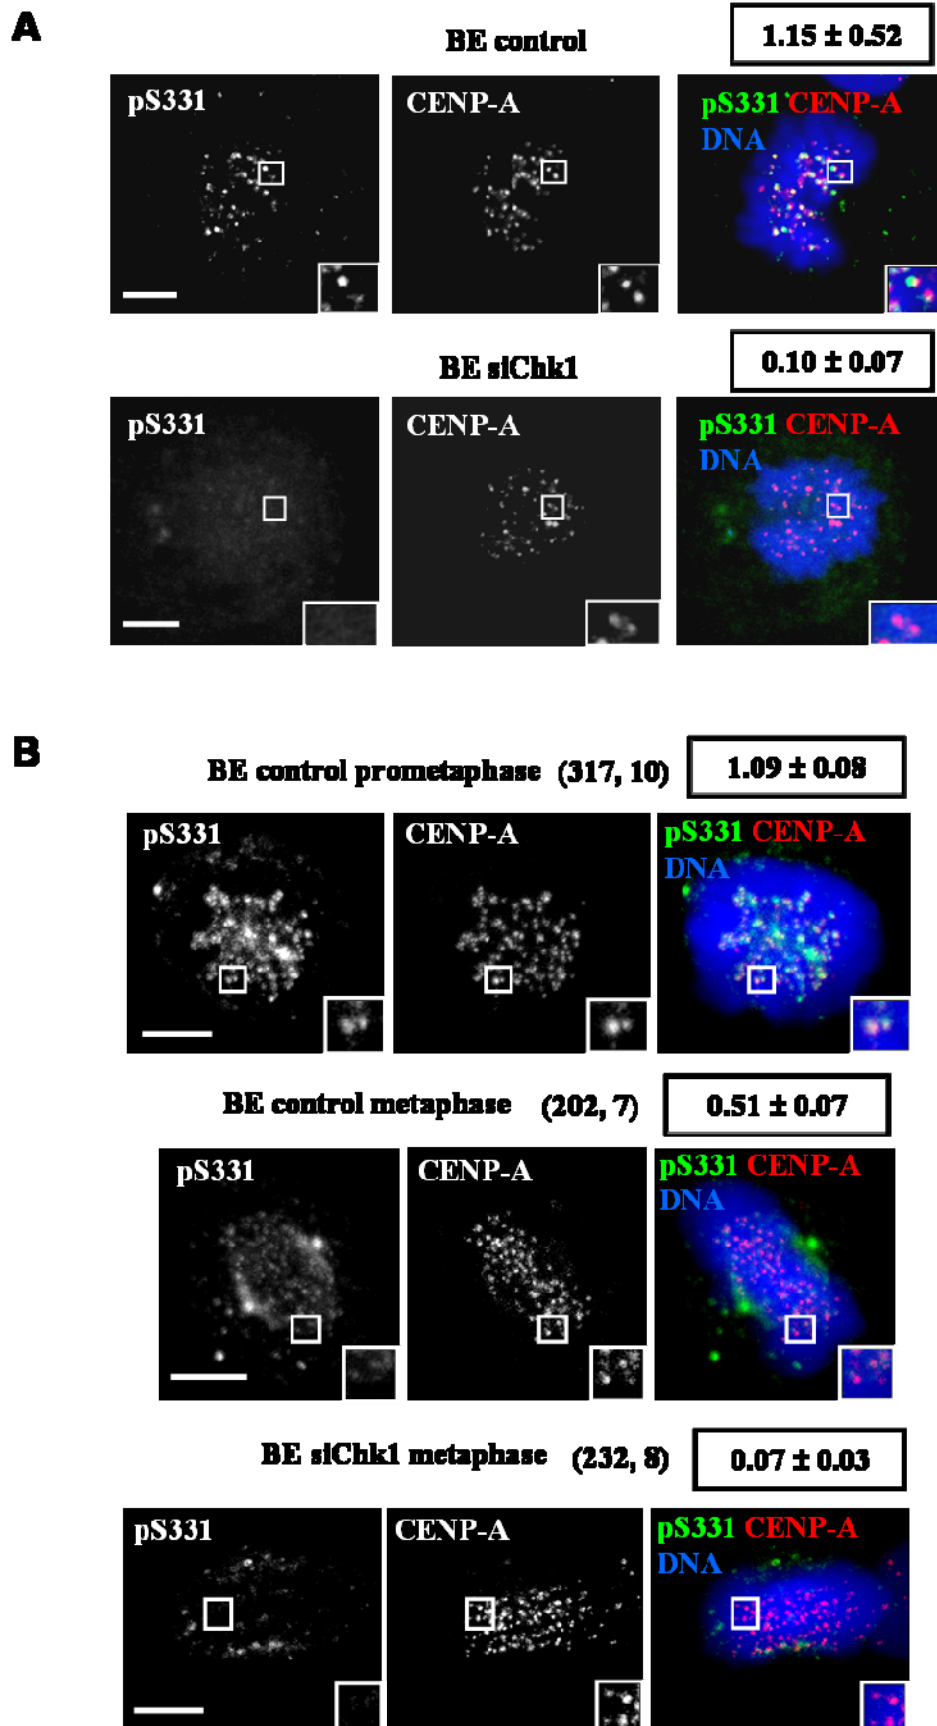 A
BE control
1.15 ± 0.52
pS331
CENP-A
pS331 CENP-A
DNA
BE siChk1
0.10 ± 0.07
pS331
CENP-A
pS331 CENP-A
DNA
B
BE control prometaphase (317, 10)
1.09 ± 0.08
pS331
CENP-A
pS331 CENP-A
DNA
BE control metaphase (202, 7)
0.51 ± 0.07
pS331
CENP-A
pS331 CENP-A
DNA
BE siChk1 metaphase (232, 8)
0.07 ± 0.03
pS331
CENP-A
pS331 CENP-A
DNA